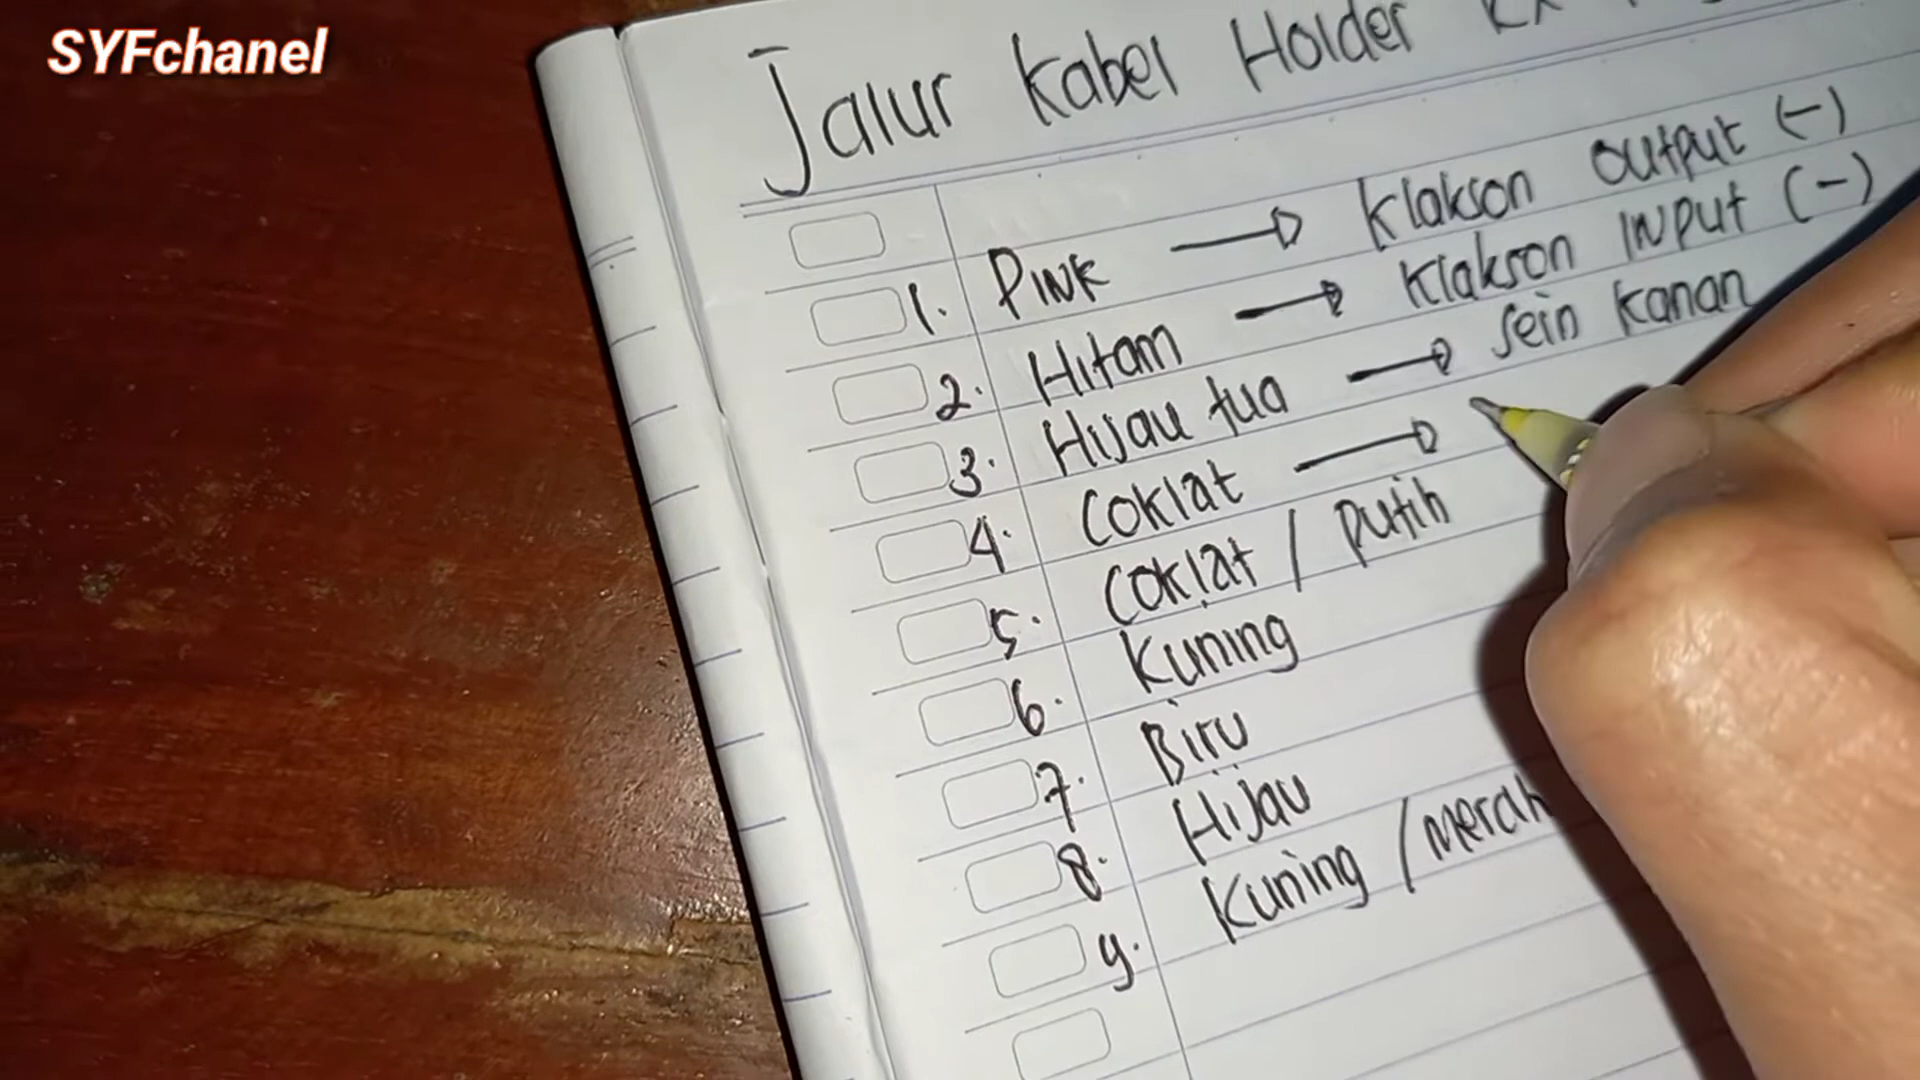 SYFchanel
Jalur Kabel Holder
1. Pink → Klakson output (-)
2. Hitam → Klakson Input (-)
3. Hijau tua → sein kanan
4. Coklat →
5. Coklat / putih
6. Kuning
7. Biru
8. Hijau
9. Kuning / merah